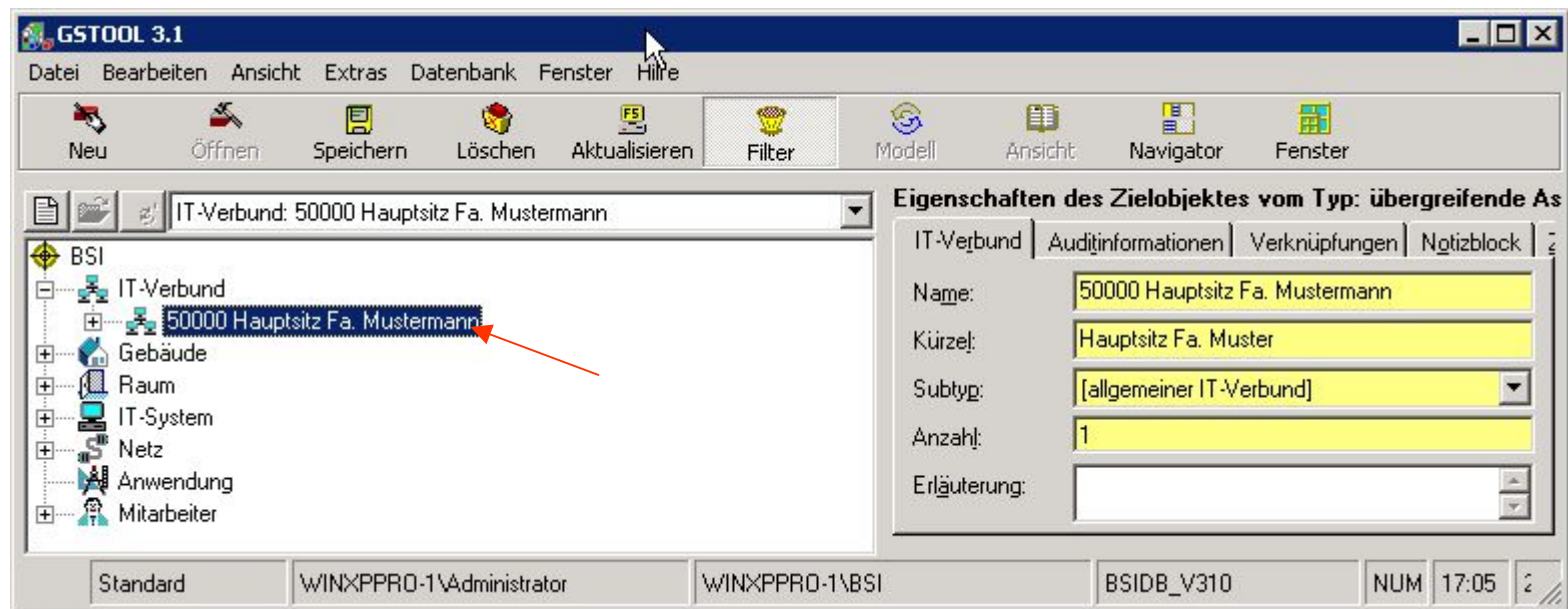 GSTOOL 3.1
Datei Bearbeiten Ansicht Extras Datenbank Fenster Hilfe
Neu Öffnen Speichern Löschen Aktualisieren Filter Modell Ansicht Navigator Fenster
IT-Verbund: 50000 Hauptsitz Fa. Mustermann
BSI
IT-Verbund
50000 Hauptsitz Fa. Mustermann
Gebäude
Raum
IT-System
Netz
Anwendung
Mitarbeiter
Eigenschaften des Zielobjektes vom Typ: übergreifende As
IT-Verbund Auditinformationen Verknüpfungen Notizblock
Name: 50000 Hauptsitz Fa. Mustermann
Kürzel: Hauptsitz Fa. Muster
Subtyp: [allgemeiner IT-Verbund]
Anzahl: 1
Erläuterung:
Standard WINXPPRO-1\Administrator WINXPPRO-1\BSI BSIDB_V310 NUM 17:05